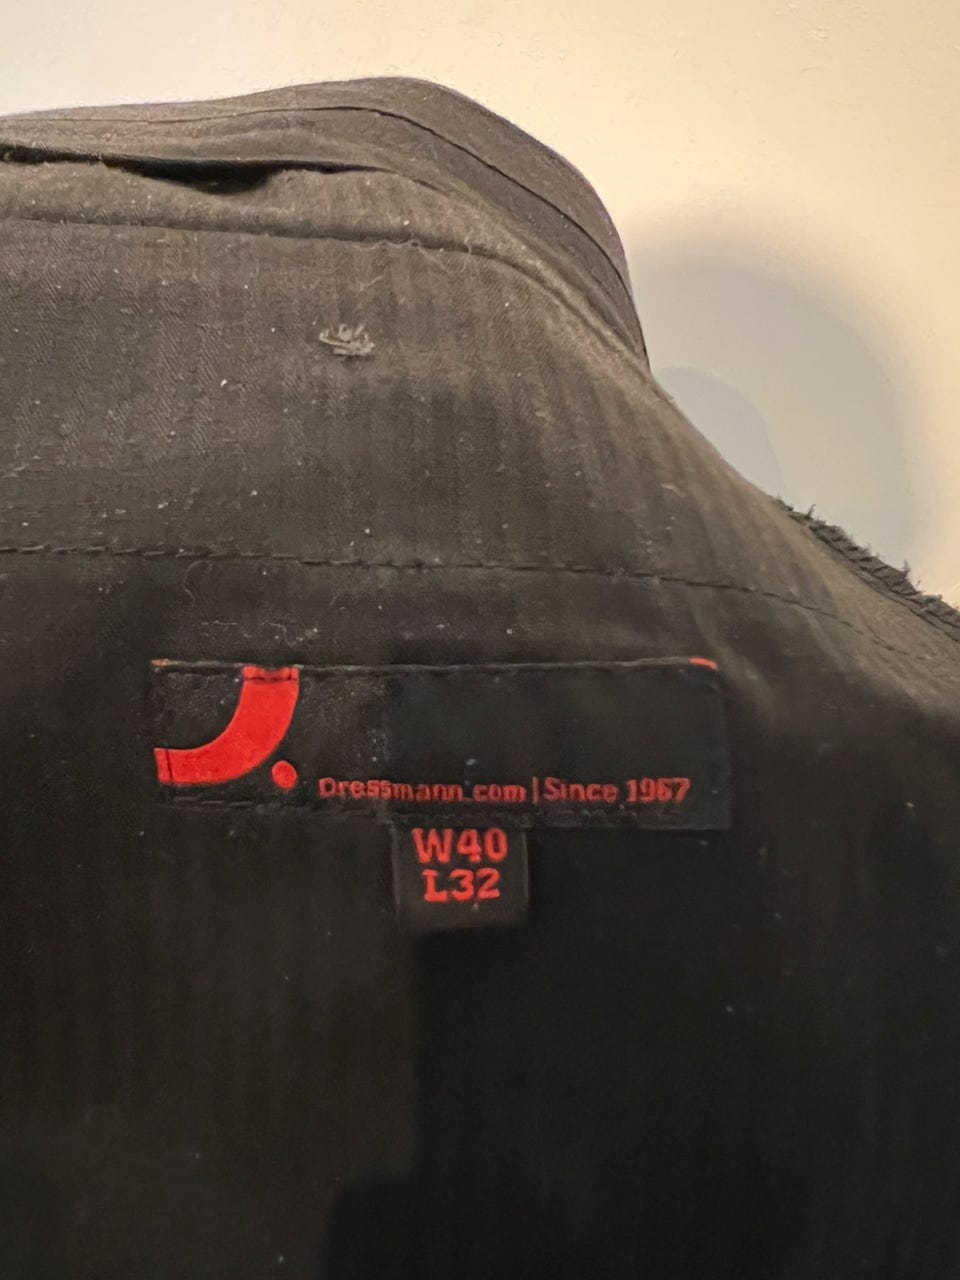 Dressmann.com | Since 1967
W40
L32